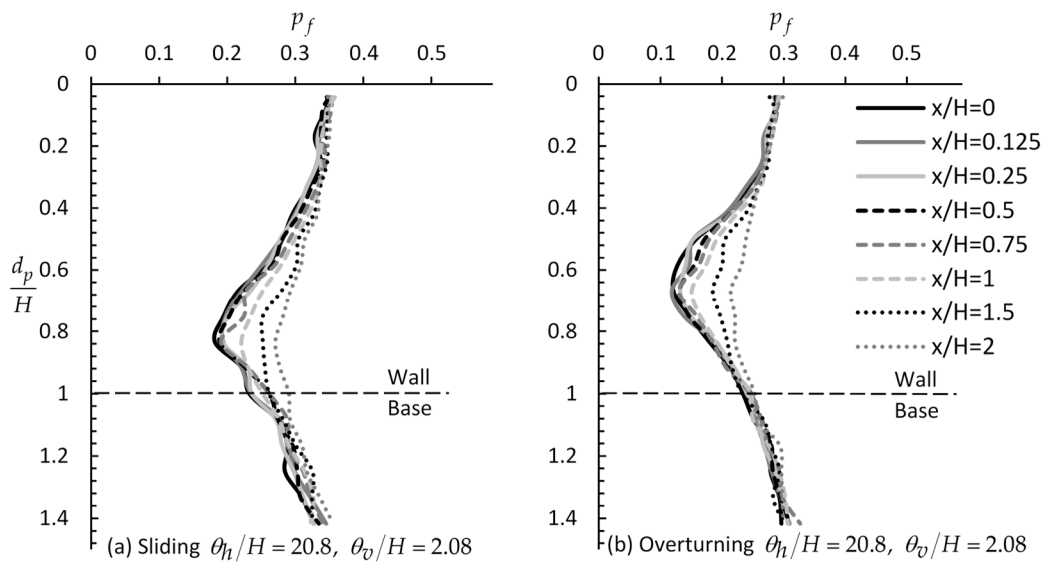 p_f
0 0.1 0.2 0.3 0.4 0.5
0
0.2
0.4
0.6
0.8
1
1.2
1.4
d_p/H
Wall
Base
(a) Sliding θ_h/H = 20.8, θ_v/H = 2.08
p_f
0 0.1 0.2 0.3 0.4 0.5
0
0.2
0.4
0.6
0.8
1
1.2
1.4
x/H=0
x/H=0.125
x/H=0.25
x/H=0.5
x/H=0.75
x/H=1
x/H=1.5
x/H=2
Wall
Base
(b) Overturning θ_h/H = 20.8, θ_v/H = 2.08